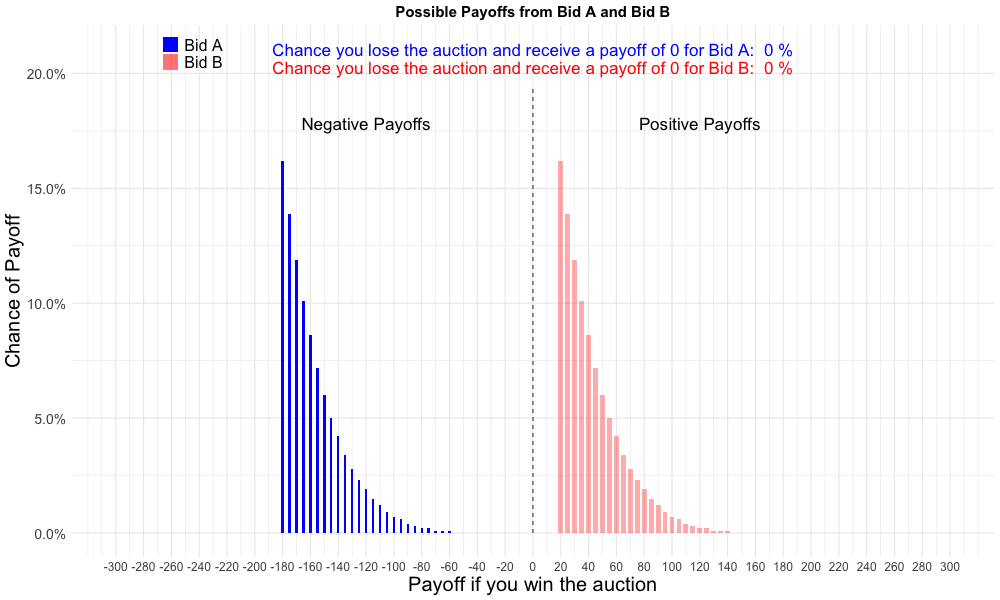 Possible Payoffs from Bid A and Bid B
Bid A
Bid B
Chance you lose the auction and receive a payoff of 0 for Bid A:  0 %
Chance you lose the auction and receive a payoff of 0 for Bid B:  0 %
Negative Payoffs
Positive Payoffs
Chance of Payoff
20.0%
15.0%
10.0%
5.0%
0.0%
-300 -280 -260 -240 -220 -200 -180 -160 -140 -120 -100 -80 -60 -40 -20 0 20 40 60 80 100 120 140 160 180 200 220 240 260 280 300
Payoff if you win the auction